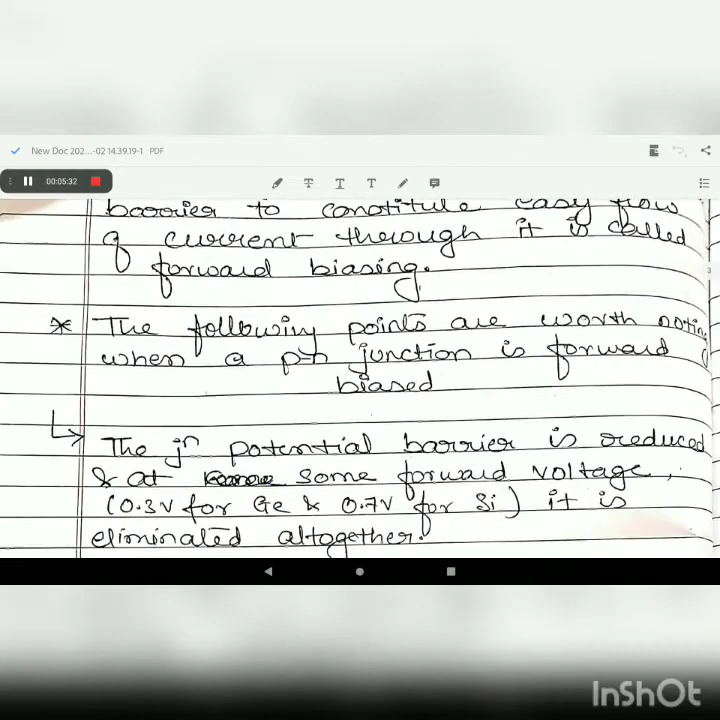 New Doc 202...-02 14.39.19-1 PDF
00:05:32
barrier to constitute easy flow
of current through it is called
forward biasing.
* The following points are worth noting
when a p-n junction is forward
biased
The jn potential barrier is reduced
& at some forward voltage,
(0.3V for Ge & 0.7V for Si) it is
eliminated altogether.
3
INSHOT